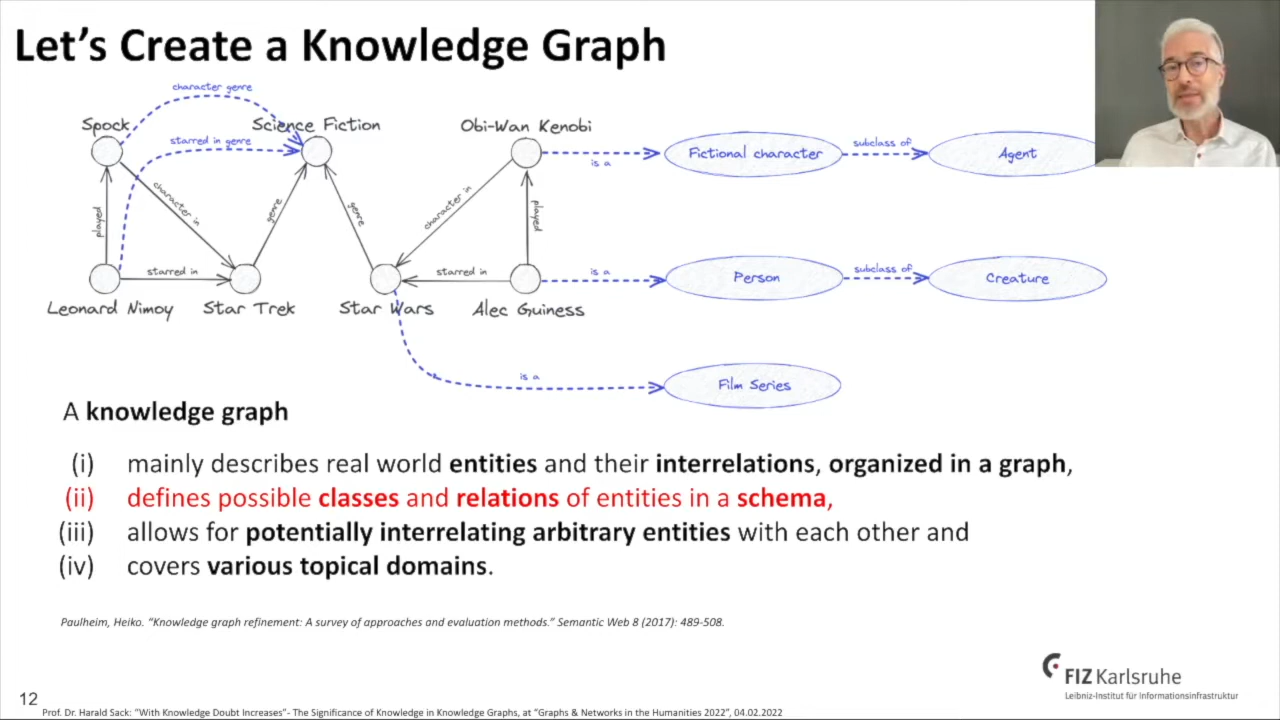 Let's Create a Knowledge Graph
character genre
Spock
Science Fiction
Obi-Wan Kenobi
starred in genre
is a
Fictional character
subclass of
Agent
played
character in
genre
genre
character in
played
starred in
starred in
is a
Person
subclass of
Creature
Leonard Nimoy
Star Trek
Star Wars
Alec Guiness
is a
Film Series
A knowledge graph
(i) mainly describes real world entities and their interrelations, organized in a graph,
(ii) defines possible classes and relations of entities in a schema,
(iii) allows for potentially interrelating arbitrary entities with each other and
(iv) covers various topical domains.
Paulheim, Heiko. "Knowledge graph refinement: A survey of approaches and evaluation methods." Semantic Web 8 (2017): 489-508.
FIZ Karlsruhe
Leibniz-Institut für Informationsinfrastruktur
12
Prof. Dr. Harald Sack: "With Knowledge Doubt Increases"- The Significance of Knowledge in Knowledge Graphs, at "Graphs & Networks in the Humanities 2022", 04.02.2022